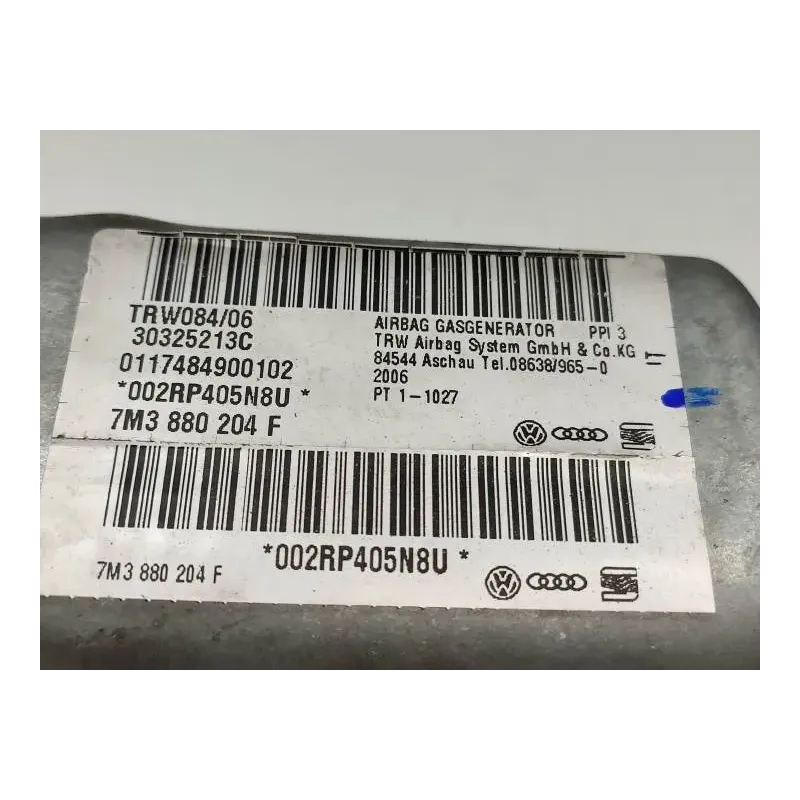 TRW084/06
30325213C
0117484900102
*002RP405N8U *
7M3 880 204 F
AIRBAG GASGENERATOR PPI 3
TRW Airbag System GmbH & Co.KG
84544 Aschau Tel.08638/965-0
2006
PT 1-1027
IT
*002RP405N8U *
7M3 880 204 F